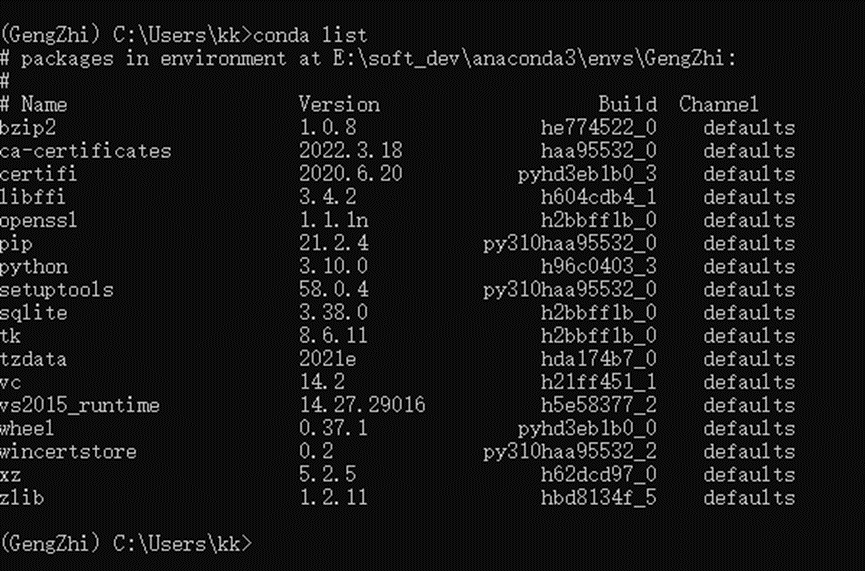 (GengZhi) C:\Users\kk>conda list
# packages in environment at E:\soft_dev\anaconda3\envs\GengZhi:
#
# Name Version Build Channel
bzip2 1.0.8 he774522_0 defaults
ca-certificates 2022.3.18 haa95532_0 defaults
certifi 2020.6.20 pyhd3eb1b0_3 defaults
libffi 3.4.2 h604cdb4_1 defaults
openssl 1.1.1n h2bbff1b_0 defaults
pip 21.2.4 py310haa95532_0 defaults
python 3.10.0 h96c0403_3 defaults
setuptools 58.0.4 py310haa95532_0 defaults
sqlite 3.38.0 h2bbff1b_0 defaults
tk 8.6.11 h2bbff1b_0 defaults
tzdata 2021e hda174b7_0 defaults
vc 14.2 h21ff451_1 defaults
vs2015_runtime 14.27.29016 h5e58377_2 defaults
wheel 0.37.1 pyhd3eb1b0_0 defaults
wincertstore 0.2 py310haa95532_2 defaults
xz 5.2.5 h62dcd97_0 defaults
zlib 1.2.11 hbd8134f_5 defaults
(GengZhi) C:\Users\kk>